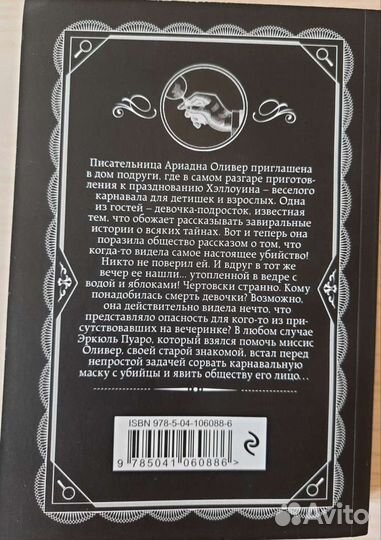 Писательница Ариадна Оливер приглашена
в дом подруги, где в самом разгаре приготов-
ления к празднованию Хэллоуина – веселого
карнавала для детишек и взрослых. Одна
из гостей – девочка-подросток, известная
тем, что обожает рассказывать завиральные
истории о всяких тайнах. Вот и теперь она
поразила общество рассказом о том, что
когда-то видела самое настоящее убийство!
Никто не поверил ей. И вдруг в тот же
вечер ее нашли... утопленной в ведре с
водой и яблоками! Чертовски странно. Кому
понадобилась смерть девочки? Возможно,
она действительно видела нечто, что
представляло опасность для кого-то из при-
сутствовавших на вечеринке? В любом случае
Эркюль Пуаро, который взялся помочь миссис
Оливер, своей старой знакомой, встал перед
непростой задачей сорвать карнавальную
маску с убийцы и явить обществу его лицо...
ISBN 978-5-04-106088-6
9 785041 060886 >
Avito